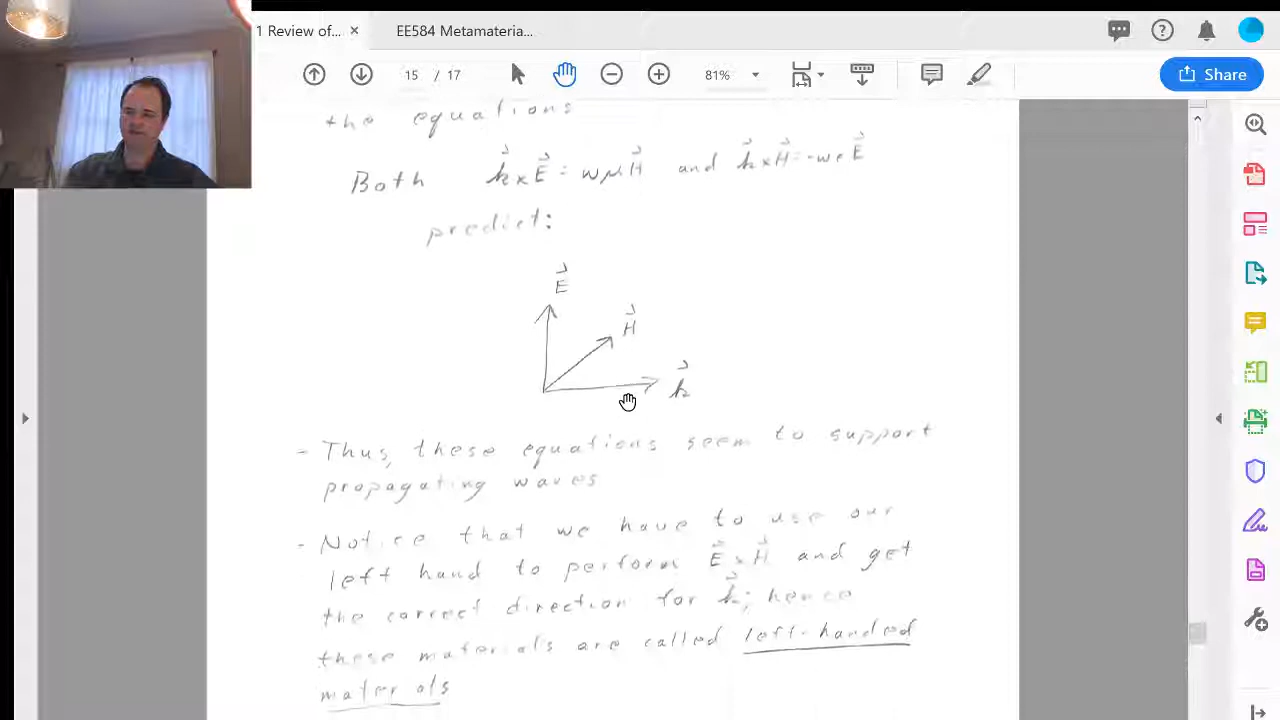 1 Review of... ×
EE584 Metamateria...
15 / 17
81%
Share
the equations
Both k⃗ x E⃗ = ωμ H⃗ and k⃗ x H⃗ = -ωε E⃗
predict:
E⃗
H⃗
k⃗
- Thus, these equations seem to support
propagating waves
- Notice that we have to use our
left hand to perform E⃗ x H⃗ and get
the correct direction for k⃗; hence
these materials are called left-handed
materials